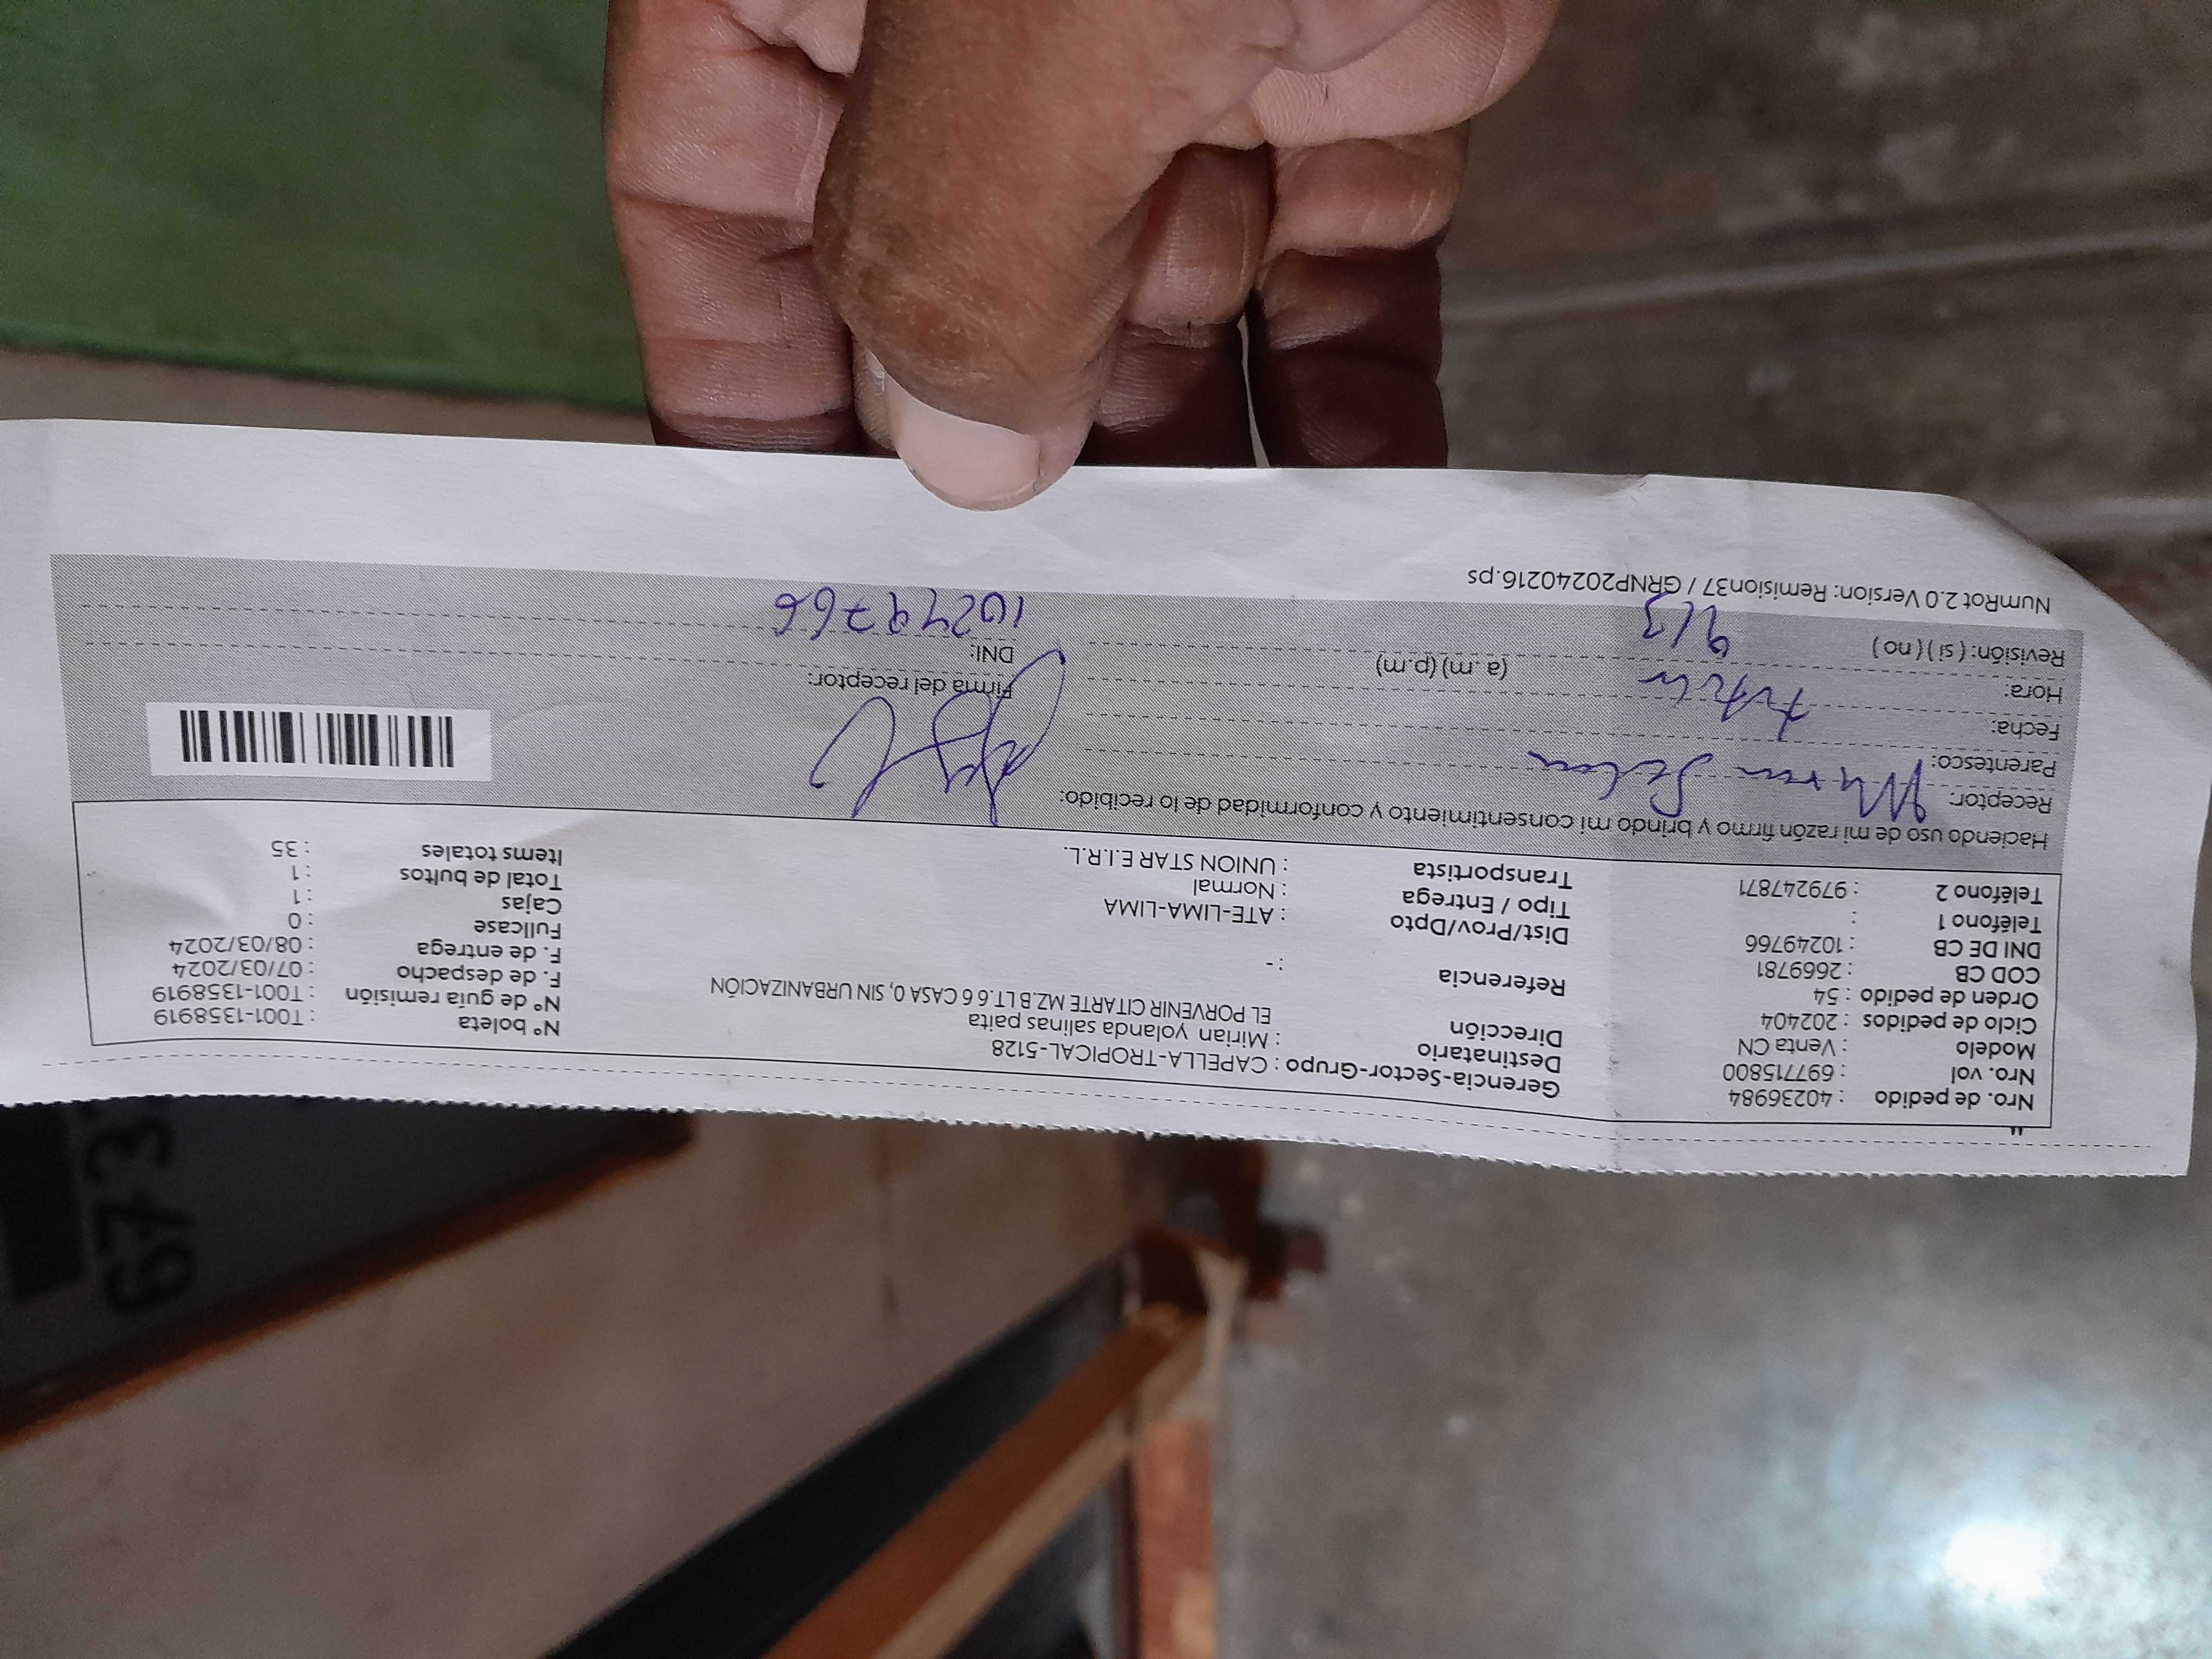 Nro. de pedido : 40236984
Nro. vol : 697715800
Modelo : Venta CN
Ciclo de pedidos : 202404
Orden de pedido : 54
COD CB : 2669781
DNI DE CB : 10249766
Teléfono 1 :
Teléfono 2 : 979247871
Gerencia-Sector-Grupo : CAPELLA-TROPICAL-5128
Destinatario : Mirian yolanda salinas paita
Dirección EL PORVENIR CITARTE MZ.B LT.6 6 CASA 0, SIN URBANIZACIÓN
Referencia : -
Dist/Prov/Dpto : ATE-LIMA-LIMA
Tipo / Entrega : Normal
Transportista : UNION STAR E.I.R.L.
Nº boleta : T001-1358919
Nº de guía remisión : T001-1358919
F. de despacho : 07/03/2024
F. de entrega : 08/03/2024
Fullcase : 0
Cajas : 1
Total de bultos : 1
Items totales : 35
Haciendo uso de mi razón firmo y brindo mi consentimiento y conformidad de lo recibido:
Receptor:
Parentesco:
Fecha:
Hora: (a. m) (p.m)
Revisión: ( si ) ( no ) 9/3
Firma del receptor:
DNI:
10249766
NumRot 2.0 Version: Remision37 / GRNP20240216.ps
673